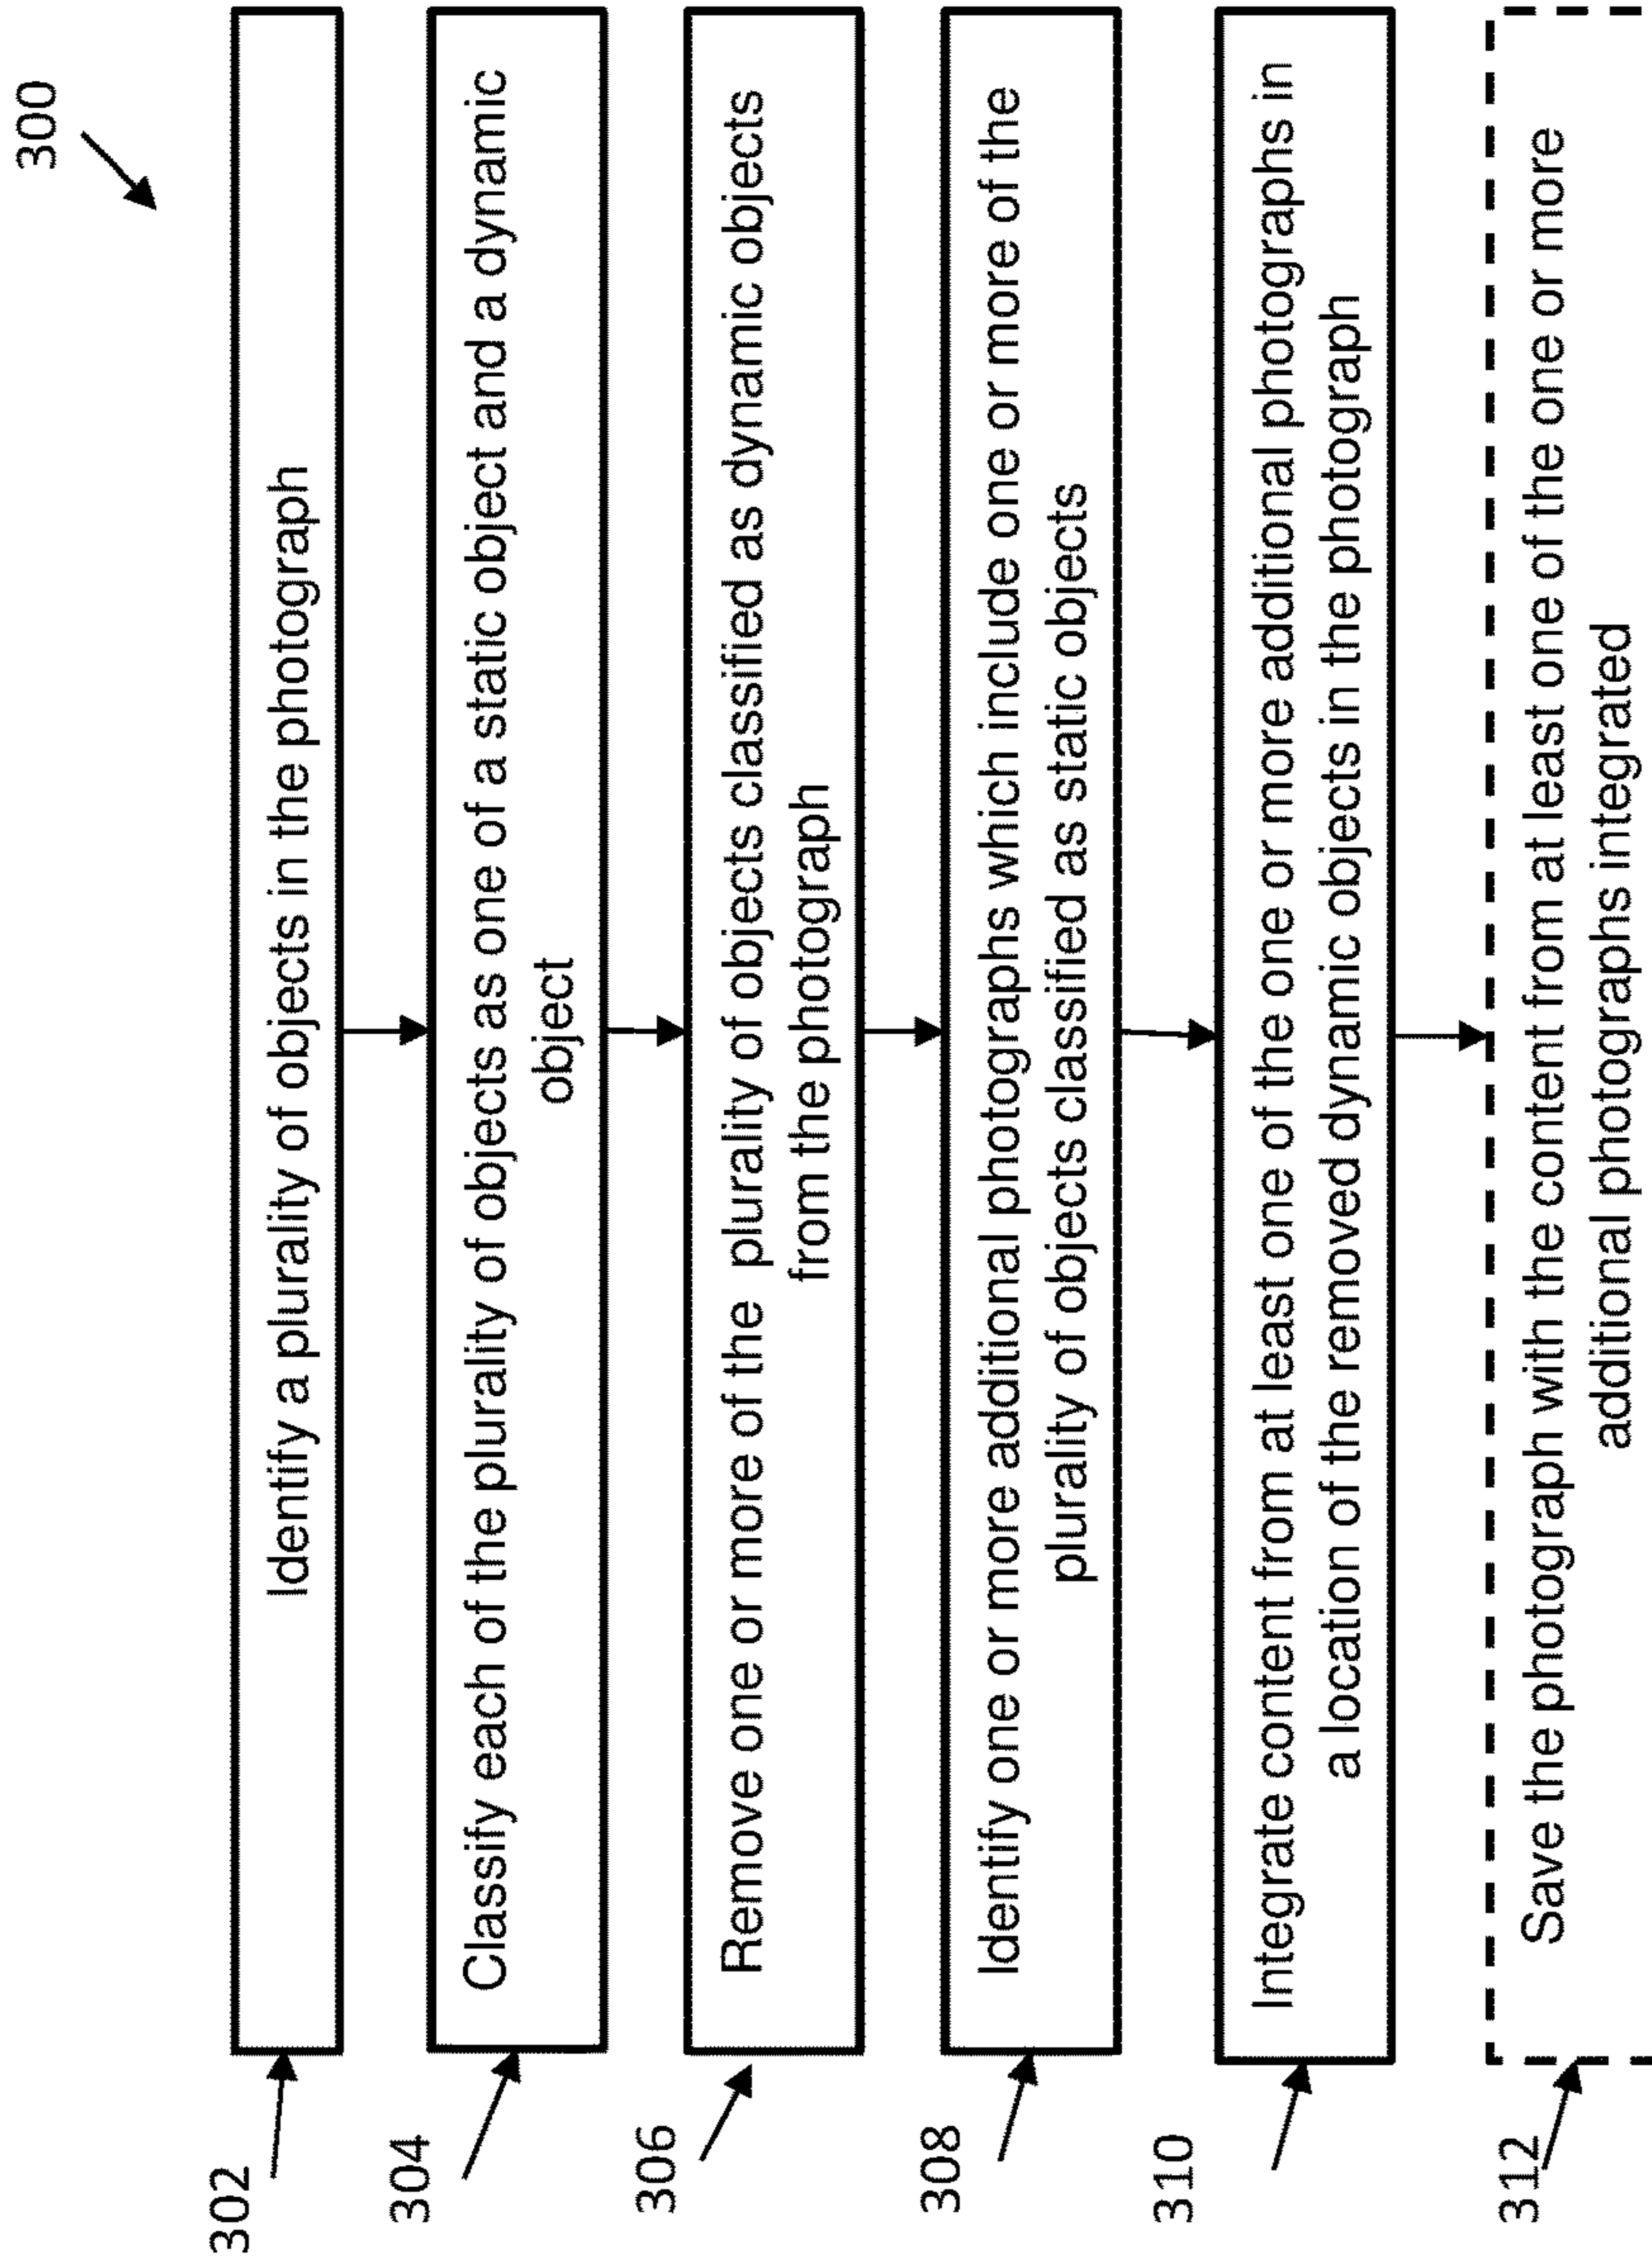 300
302
Identify a plurality of objects in the photograph
304
Classify each of the plurality of objects as one of a static object and a dynamic
object
306
Remove one or more of the plurality of objects classified as dynamic objects
from the photograph
308
Identify one or more additional photographs which include one or more of the
plurality of objects classified as static objects
310
Integrate content from at least one of the one or more additional photographs in
a location of the removed dynamic objects in the photograph
312
Save the photograph with the content from at least one of the one or more
additional photographs integrated